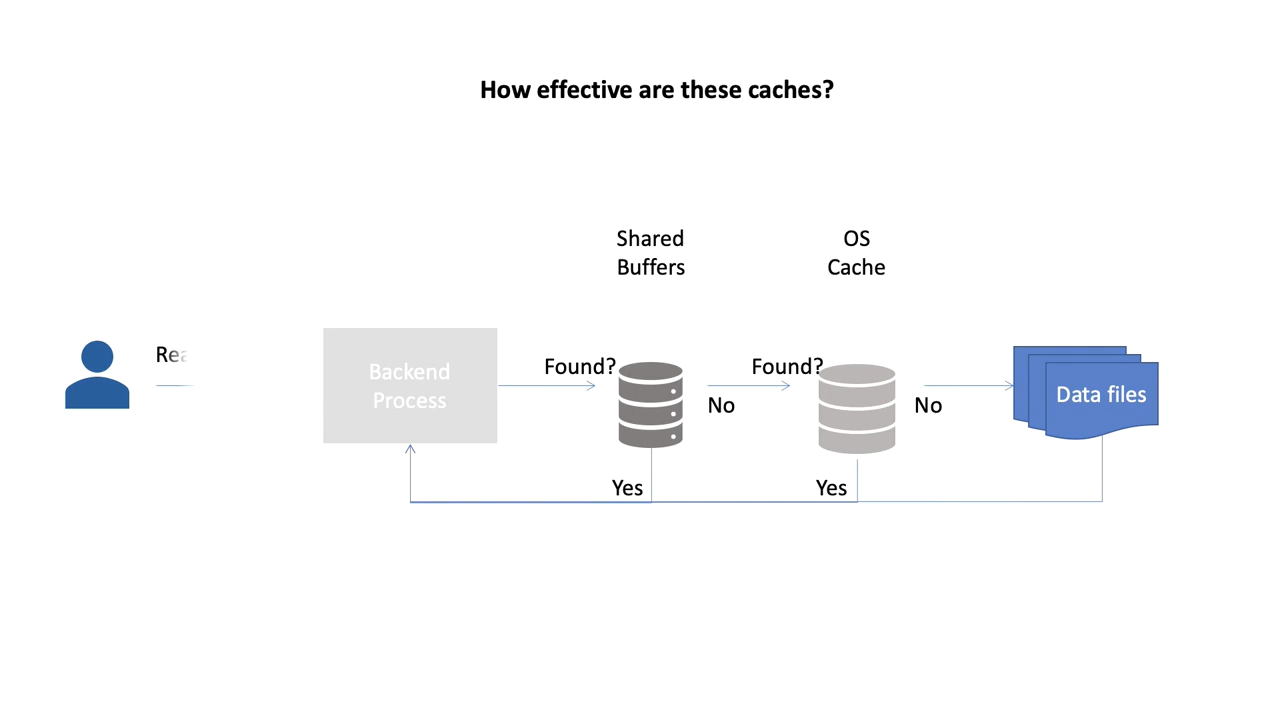 How effective are these caches?
Shared
Buffers
OS
Cache
Backend
Process
Found?
Found?
No
No
Data files
Yes
Yes